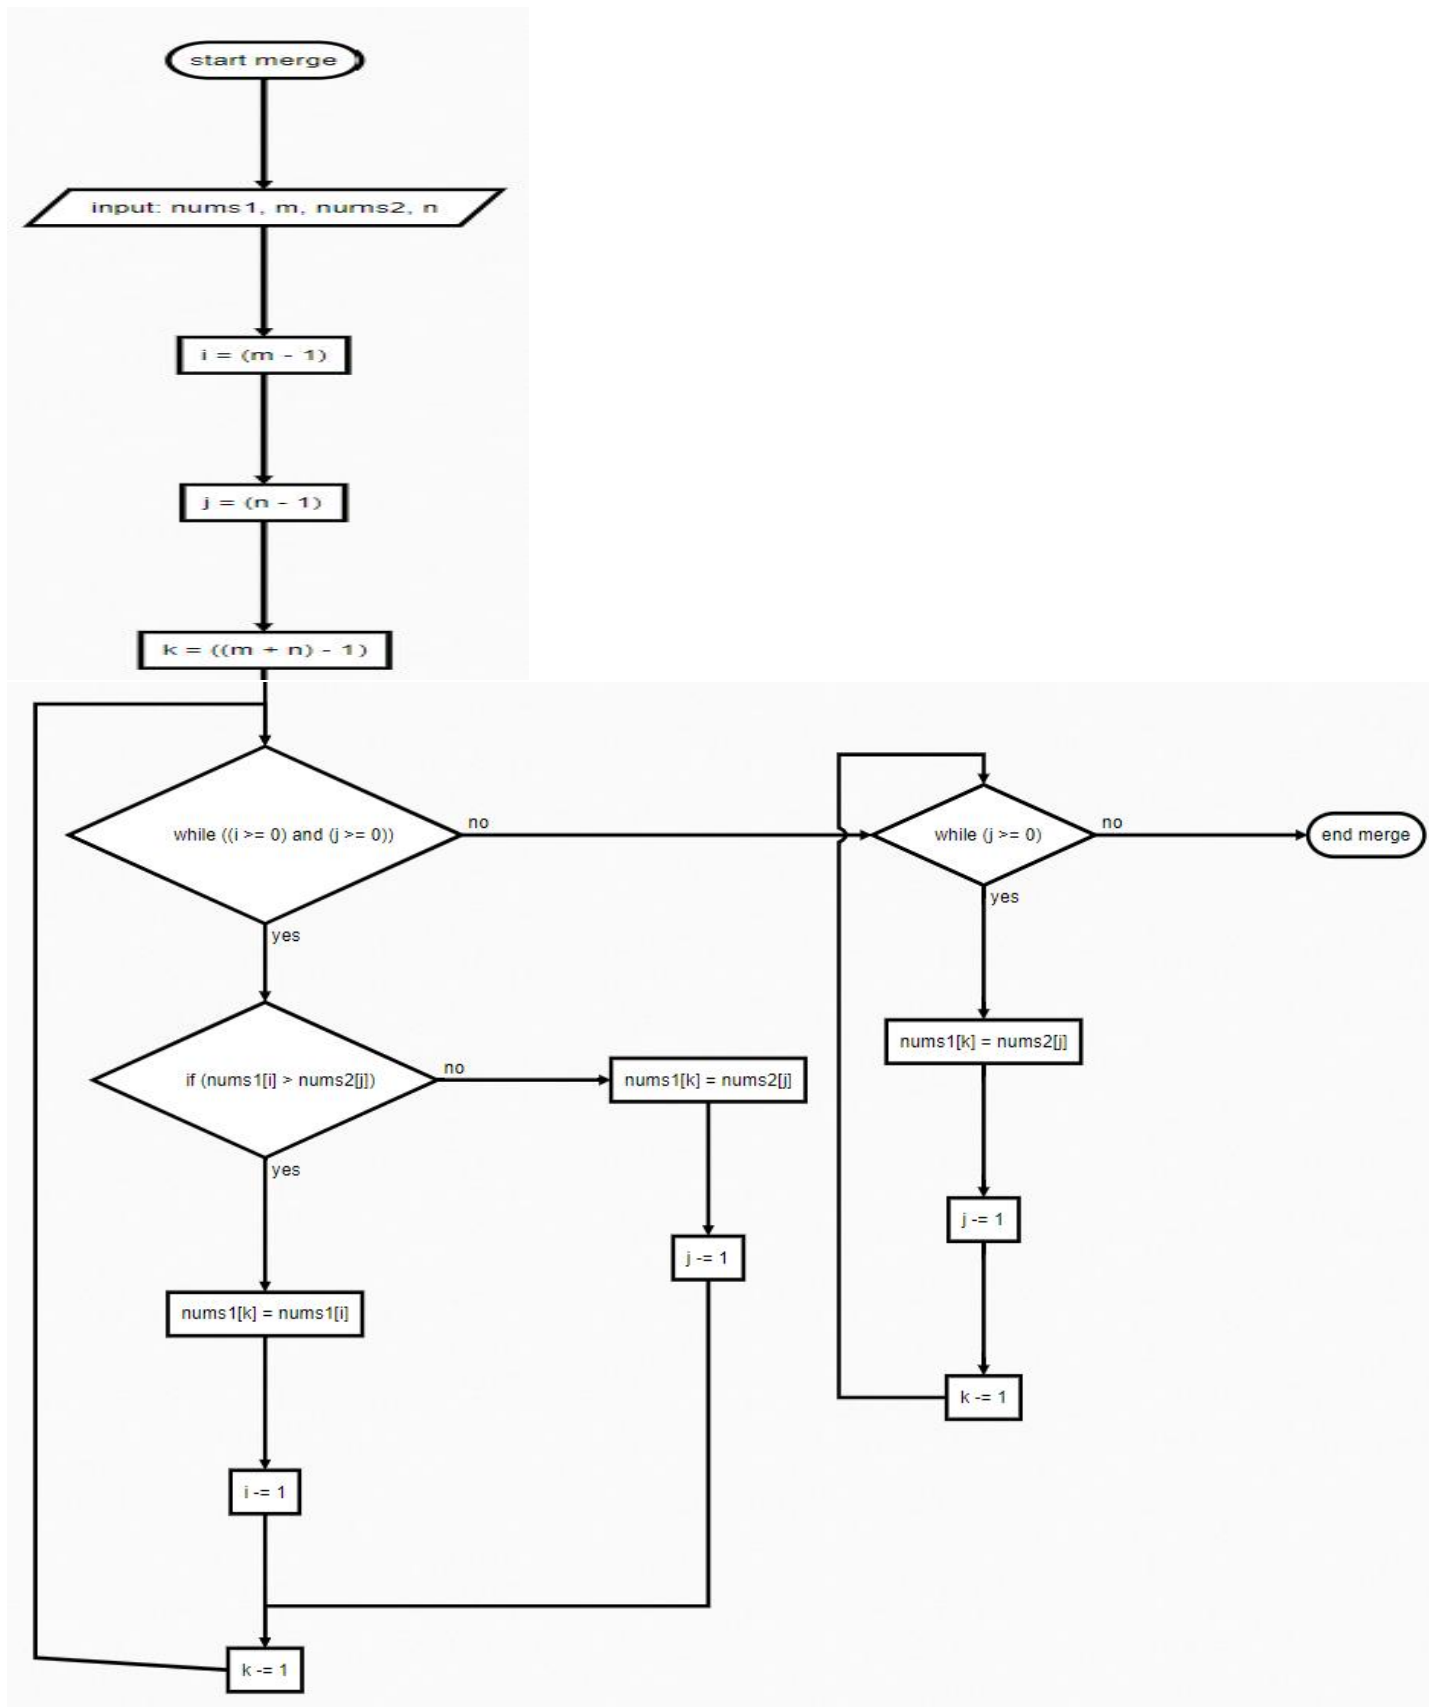 start merge
input: nums1, m, nums2, n
i = (m - 1)
j = (n - 1)
k = ((m + n) - 1)
while ((i >= 0) and (j >= 0))
no
yes
if (nums1[i] > nums2[j])
no
nums1[k] = nums2[j]
j -= 1
yes
nums1[k] = nums1[i]
i -= 1
k -= 1
while (j >= 0)
no
end merge
yes
nums1[k] = nums2[j]
j -= 1
k -= 1